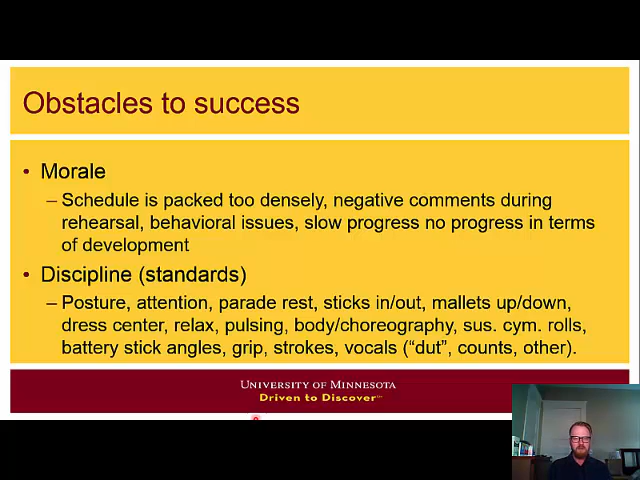 Obstacles to success
• Morale
– Schedule is packed too densely, negative comments during
rehearsal, behavioral issues, slow progress no progress in terms
of development
• Discipline (standards)
– Posture, attention, parade rest, sticks in/out, mallets up/down,
dress center, relax, pulsing, body/choreography, sus. cym. rolls,
battery stick angles, grip, strokes, vocals (“dut”, counts, other).
UNIVERSITY OF MINNESOTA
Driven to Discover℠